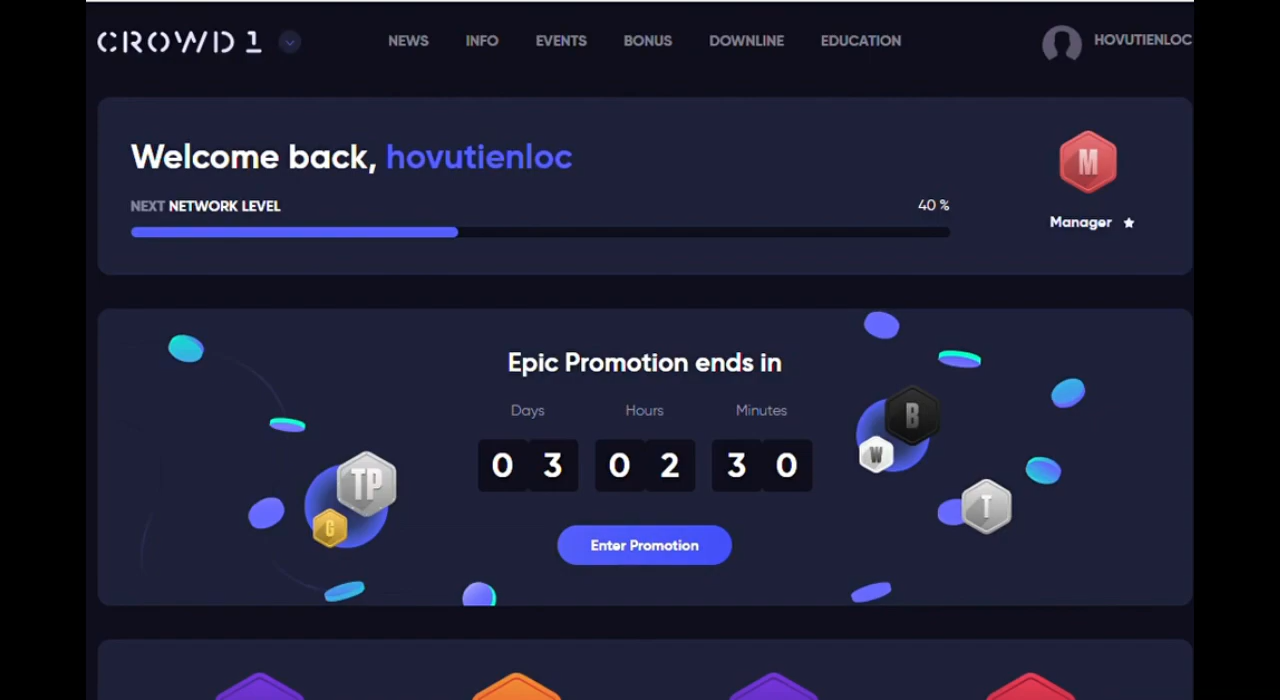 CROWD 1
NEWS INFO EVENTS BONUS DOWNLINE EDUCATION
HOVUTIENLOC
Welcome back, hovutienloc
NEXT NETWORK LEVEL
40 %
M
Manager
Epic Promotion ends in
Days Hours Minutes
0 3 0 2 3 0
Enter Promotion
TP
G
B
W
T